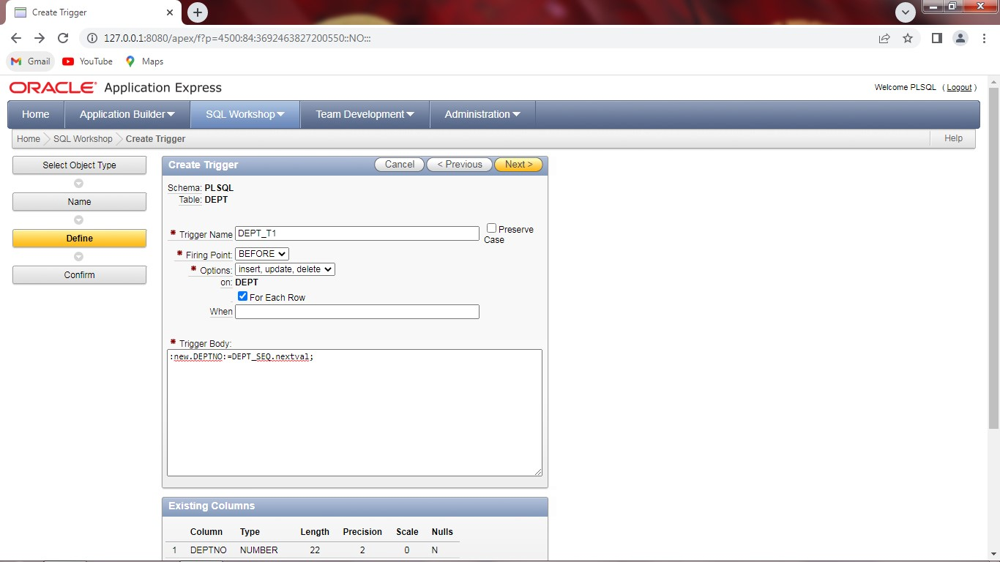 Create Trigger
127.0.0.1:8080/apex/f?p=4500:84:3692463827200550::NO:::
Gmail YouTube Maps
ORACLE Application Express
Welcome PLSQL ( Logout )
Home Application Builder SQL Workshop Team Development Administration
Home SQL Workshop Create Trigger Help
Select Object Type
Name
Define
Confirm
Create Trigger Cancel < Previous Next >
Schema: PLSQL
Table: DEPT
* Trigger Name DEPT_T1 Preserve Case
* Firing Point: BEFORE
* Options: insert, update, delete
on: DEPT
For Each Row
When
* Trigger Body:
:new.DEPTNO:=DEPT_SEQ.nextval;
Existing Columns
Column Type Length Precision Scale Nulls
1 DEPTNO NUMBER 22 2 0 N